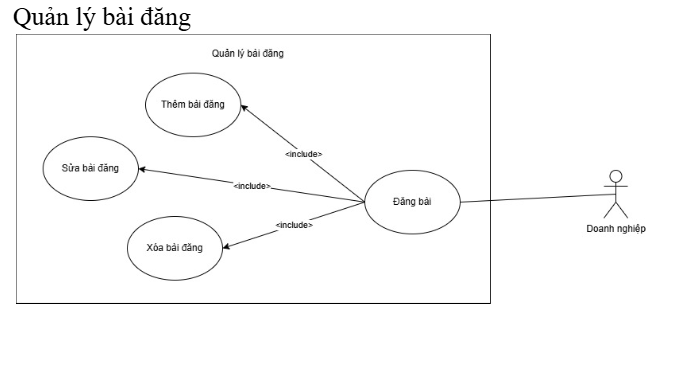 Quản lý bài đăng
Quản lý bài đăng
Thêm bài đăng
<include>
Sửa bài đăng
<include>
Đăng bài
<include>
Xóa bài đăng
Doanh nghiệp